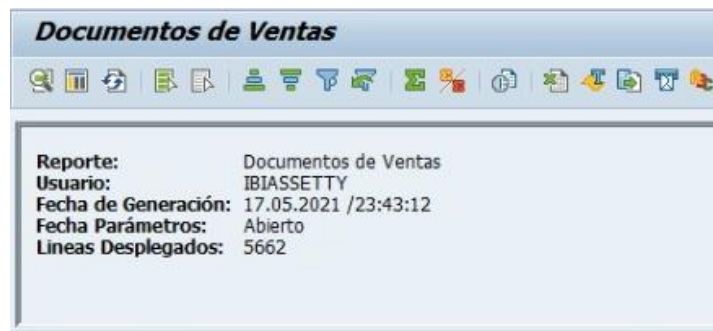 Documentos de Ventas
Reporte: Documentos de Ventas
Usuario: IBIASSETTY
Fecha de Generación: 17.05.2021 /23:43:12
Fecha Parámetros: Abierto
Lineas Desplegados: 5662